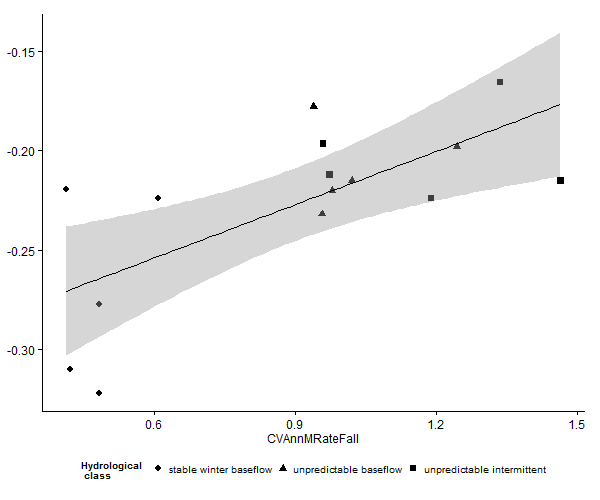 -0.15
-0.20
-0.25
-0.30
0.6 0.9 1.2 1.5
CVAnnMRateFall
Hydrological
class
stable winter baseflow unpredictable baseflow unpredictable intermittent